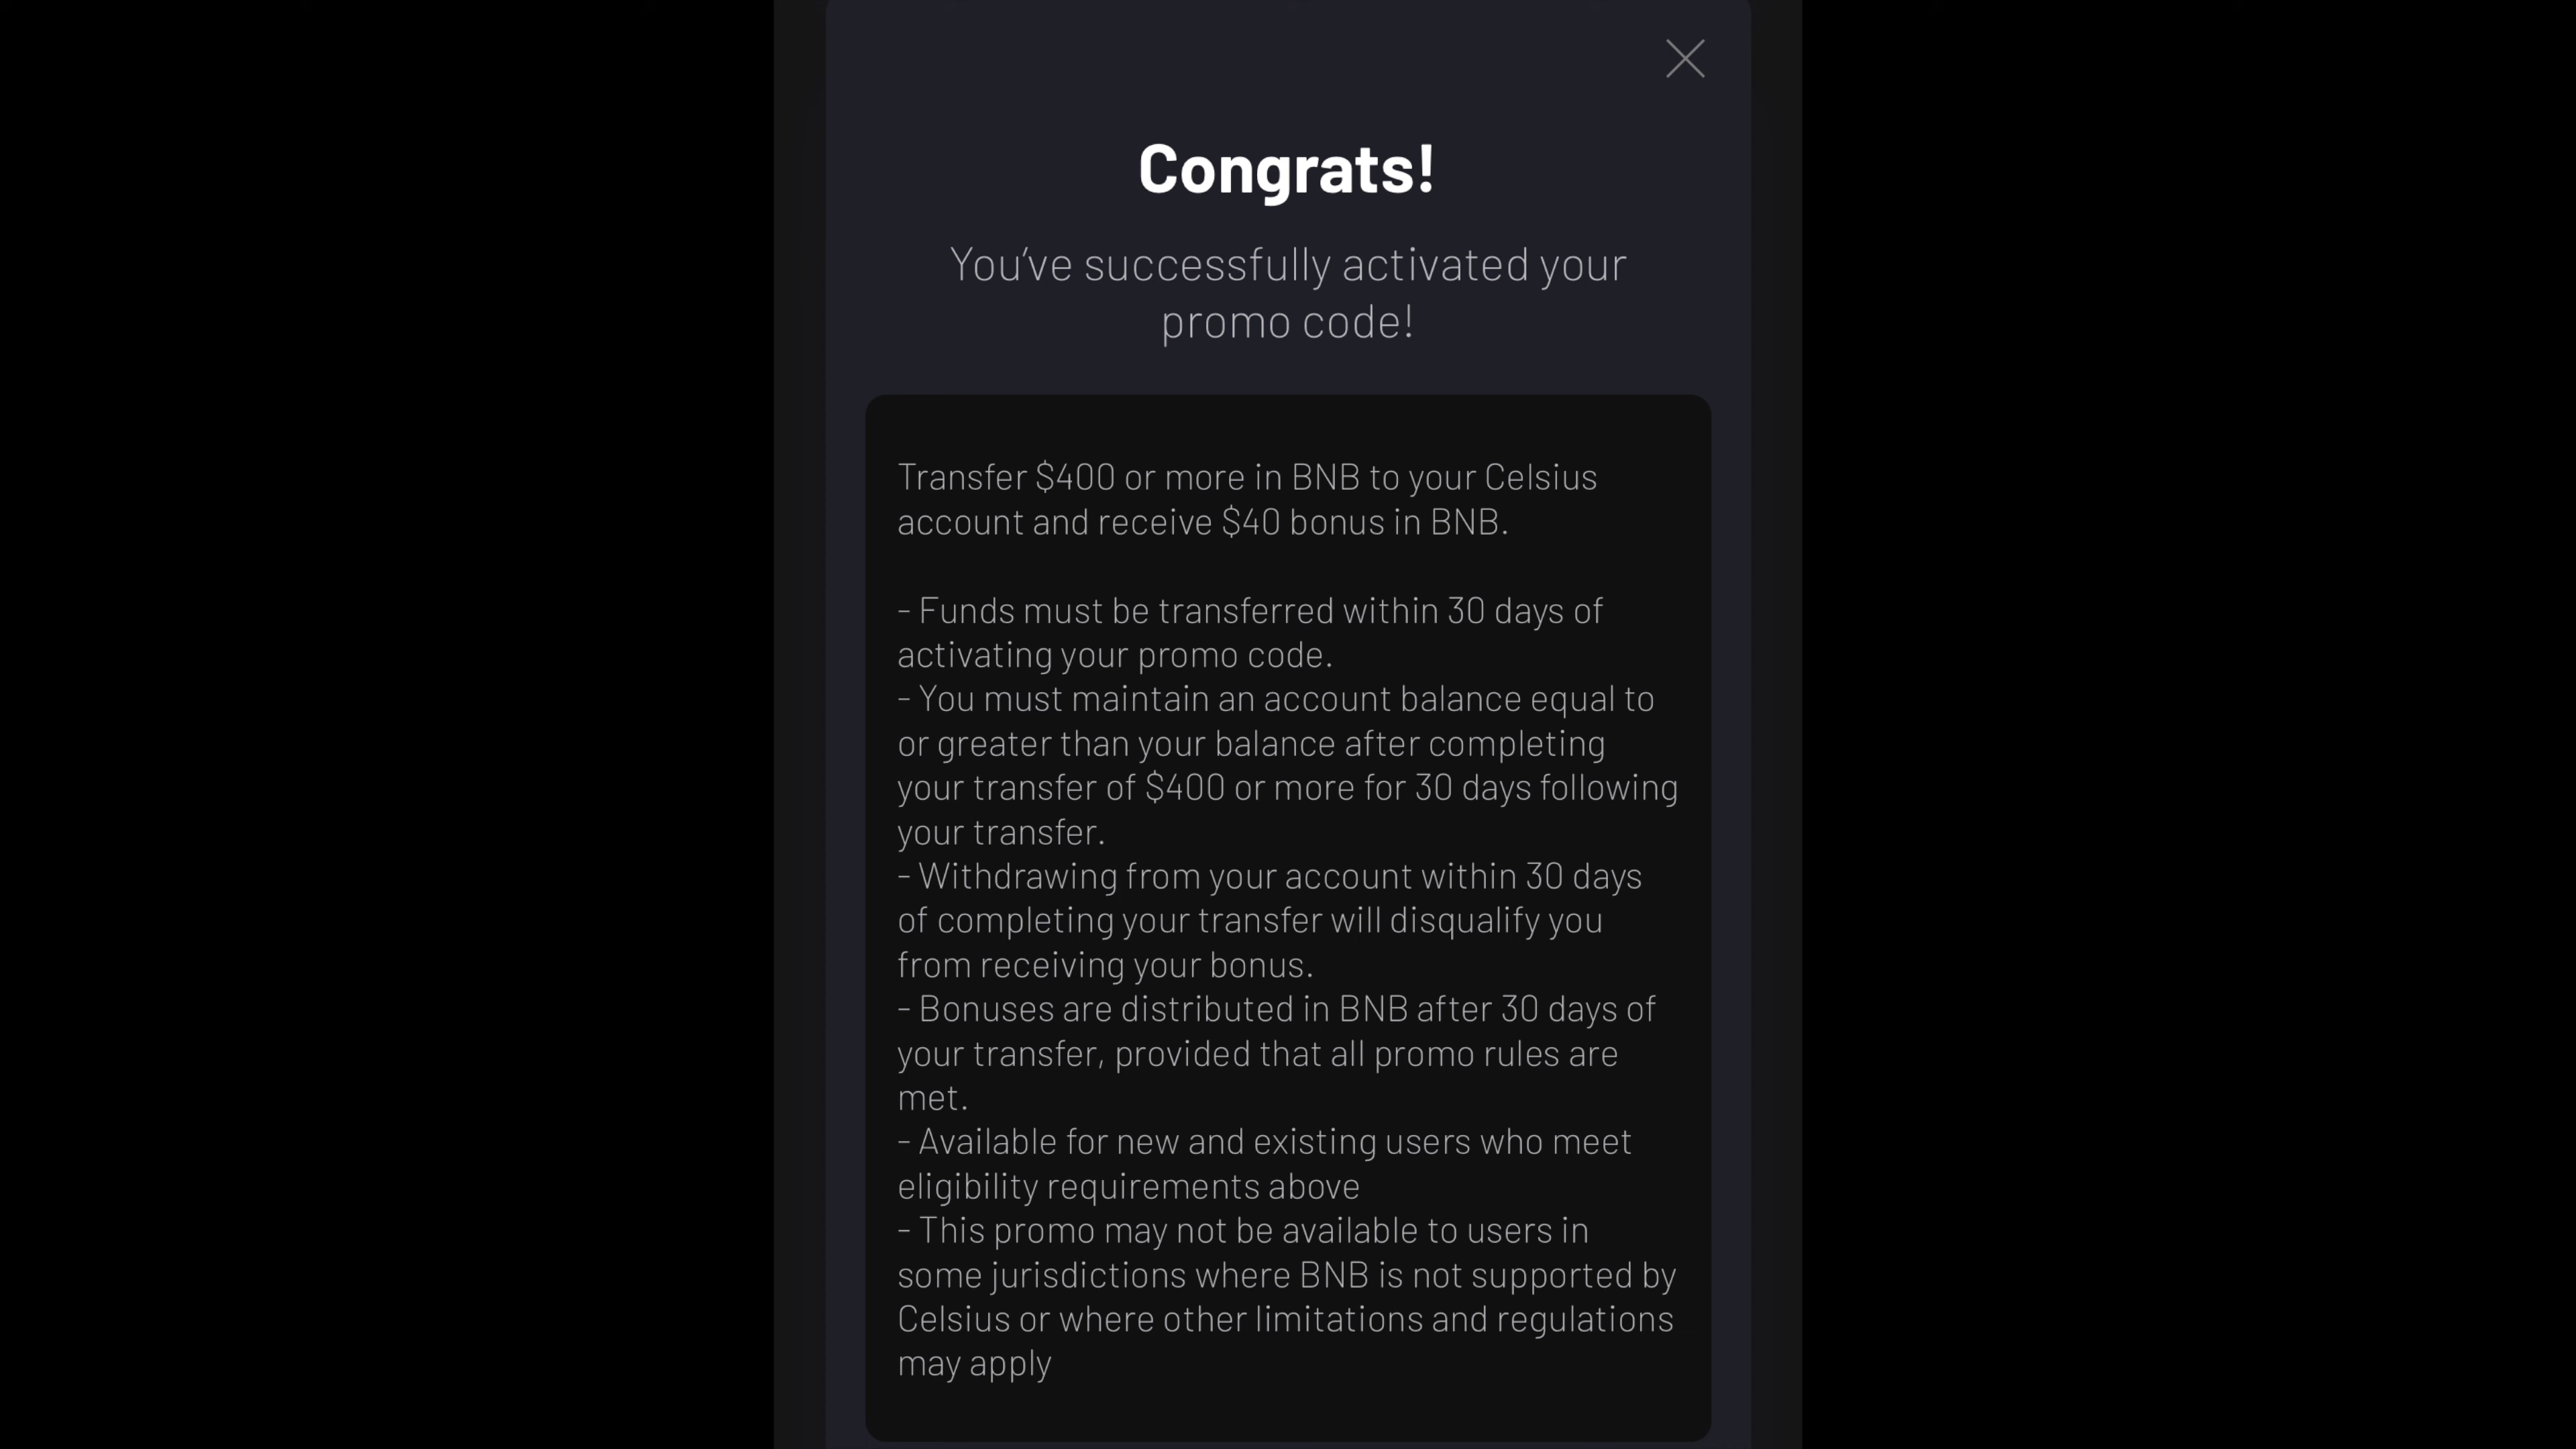 Congrats!
You've successfully activated your
promo code!
Transfer $400 or more in BNB to your Celsius
account and receive $40 bonus in BNB.
- Funds must be transferred within 30 days of
activating your promo code.
- You must maintain an account balance equal to
or greater than your balance after completing
your transfer of $400 or more for 30 days following
your transfer.
- Withdrawing from your account within 30 days
of completing your transfer will disqualify you
from receiving your bonus.
- Bonuses are distributed in BNB after 30 days of
your transfer, provided that all promo rules are
met.
- Available for new and existing users who meet
eligibility requirements above
- This promo may not be available to users in
some jurisdictions where BNB is not supported by
Celsius or where other limitations and regulations
may apply